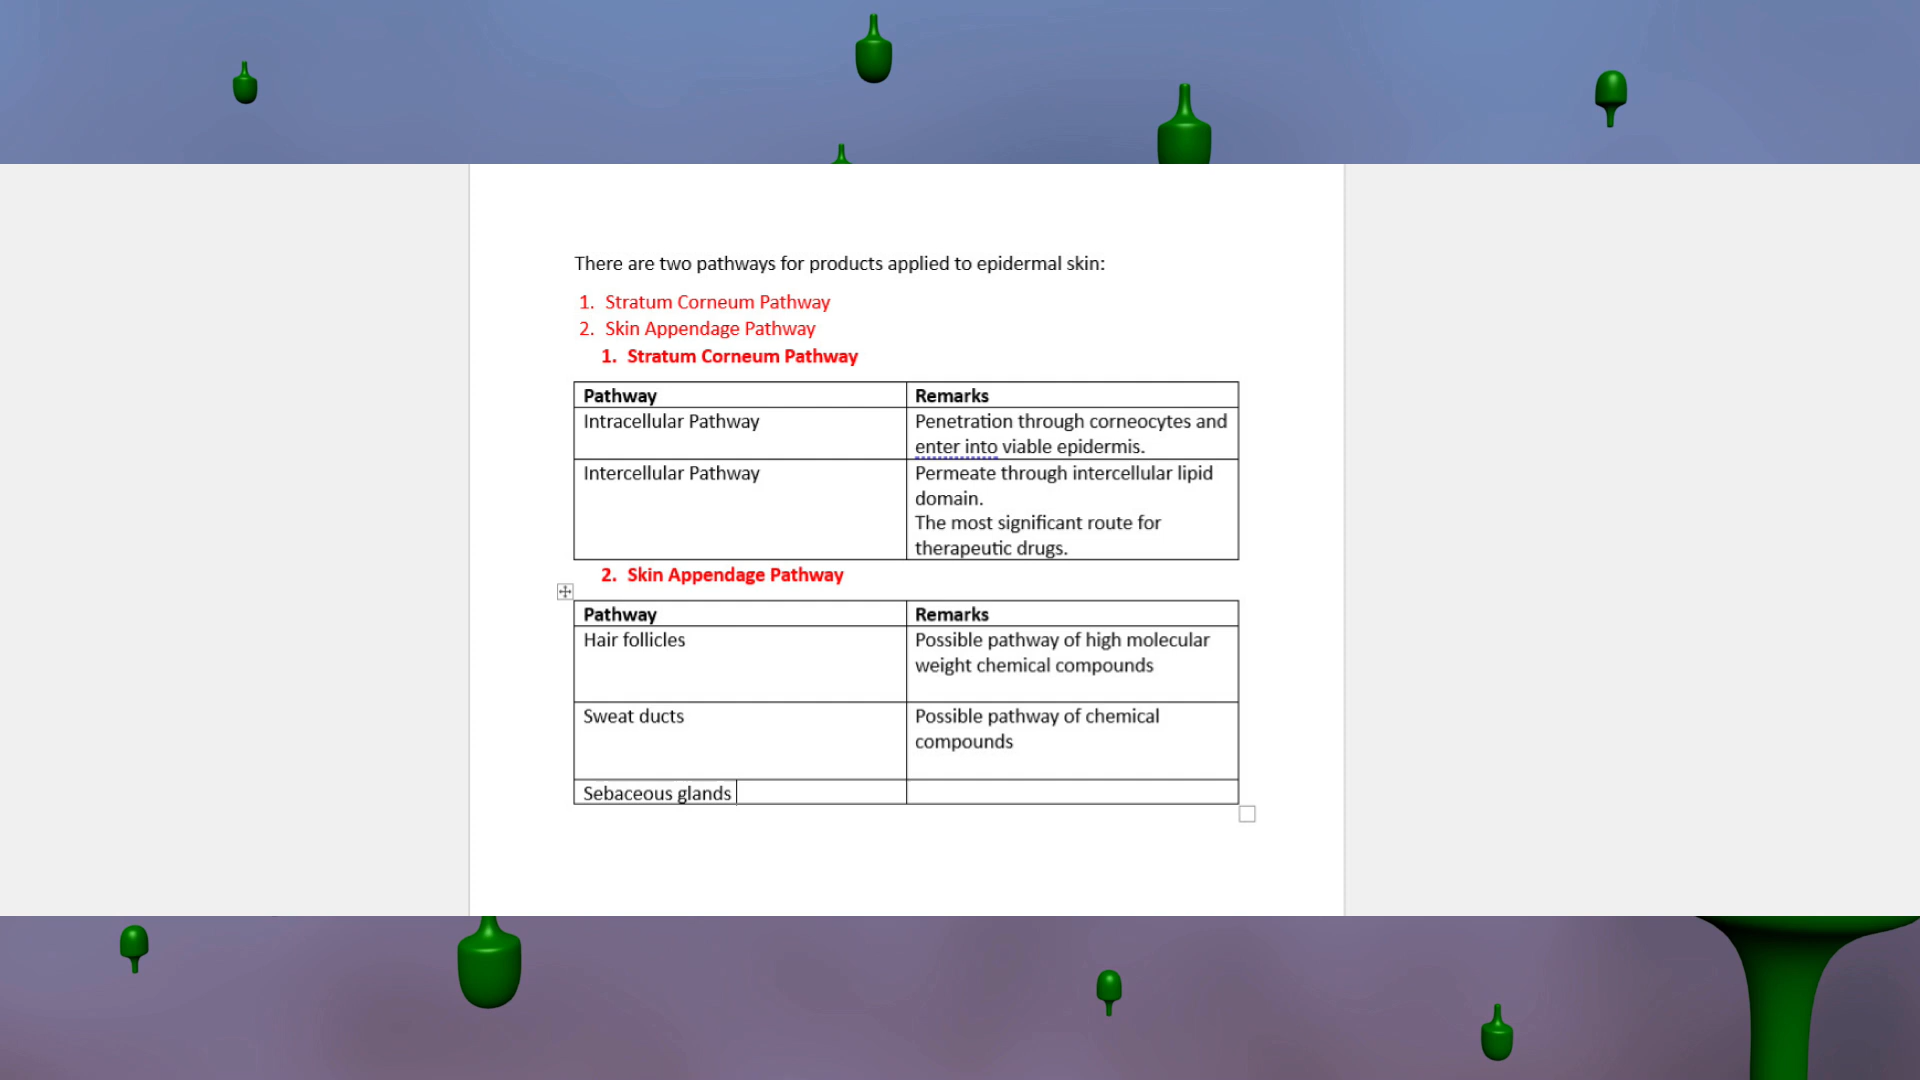 There are two pathways for products applied to epidermal skin:
1. Stratum Corneum Pathway
2. Skin Appendage Pathway
1. Stratum Corneum Pathway
Pathway Remarks
Intracellular Pathway Penetration through corneocytes and
enter into viable epidermis.
Intercellular Pathway Permeate through intercellular lipid
domain.
The most significant route for
therapeutic drugs.
2. Skin Appendage Pathway
Pathway Remarks
Hair follicles Possible pathway of high molecular
weight chemical compounds
Sweat ducts Possible pathway of chemical
compounds
Sebaceous glands